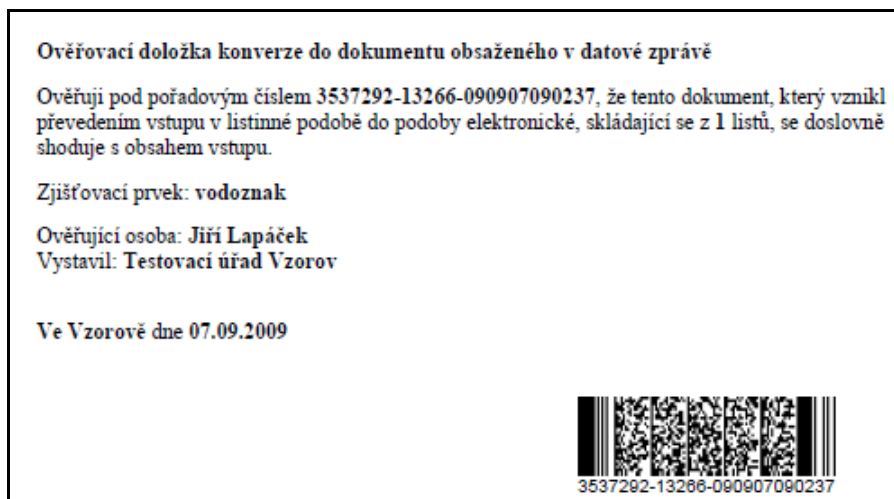 Ověřovací doložka konverze do dokumentu obsaženého v datové zprávě
Ověřuji pod pořadovým číslem 3537292-13266-090907090237, že tento dokument, který vznikl
převedením vstupu v listinné podobě do podoby elektronické, skládající se z 1 listů, se doslovně
shoduje s obsahem vstupu.
Zjišťovací prvek: vodoznak
Ověřující osoba: Jiří Lapáček
Vystavil: Testovací úřad Vzorov
Ve Vzorově dne 07.09.2009
3537292-13266-090907090237